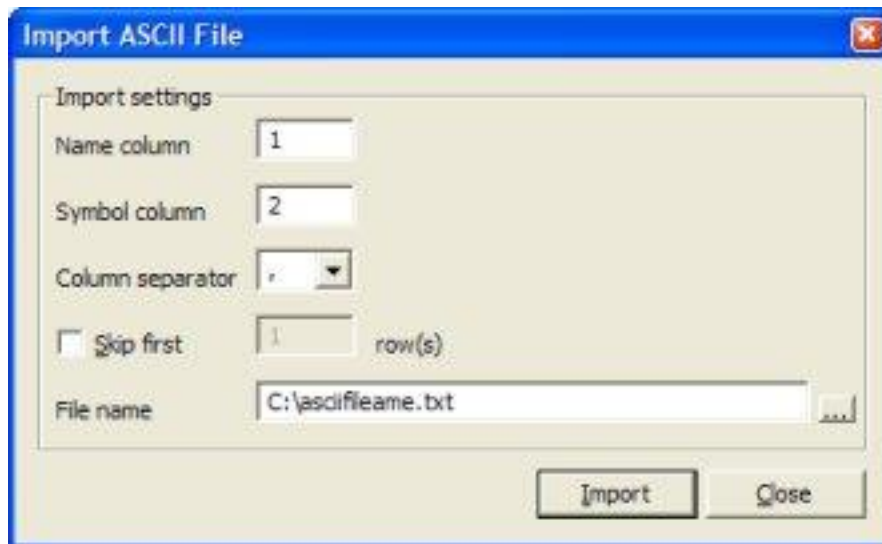 Import ASCII File
Import settings
Name column 1
Symbol column 2
Column separator ,
Skip first 1 row(s)
File name C:\asciifileame.txt ...
Import Close